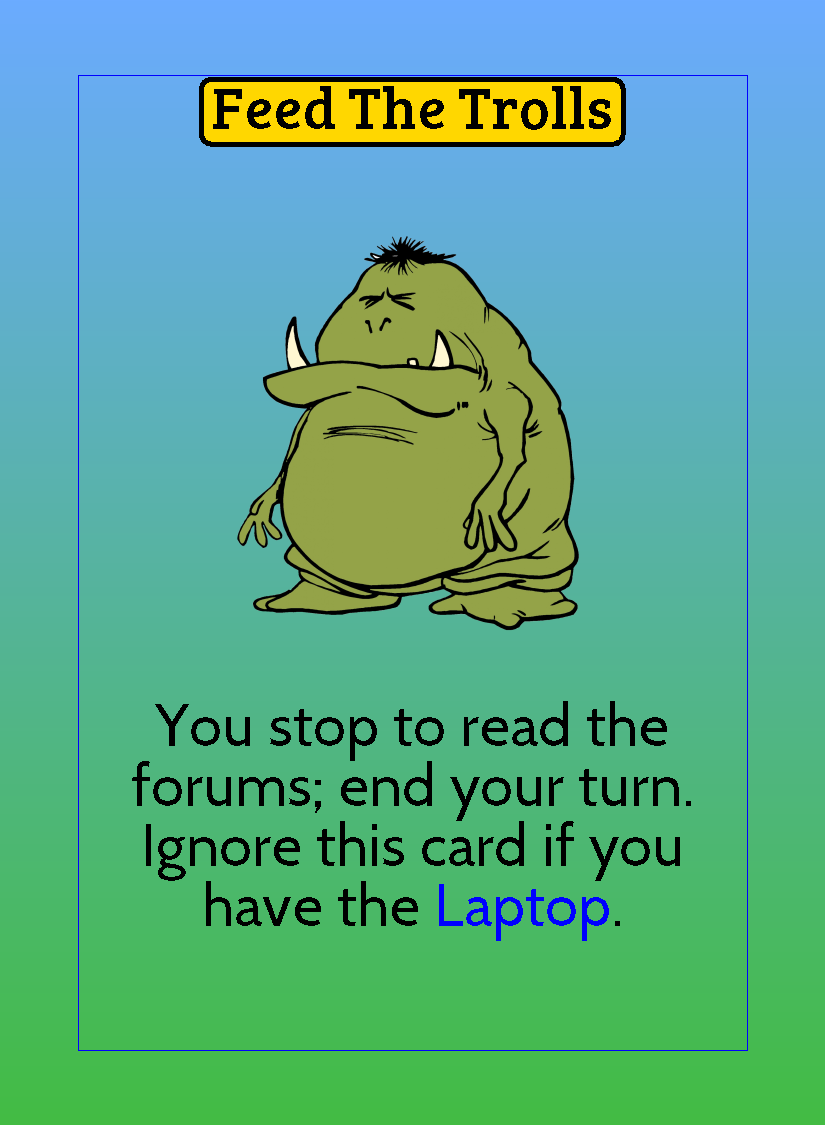 Feed The Trolls
You stop to read the
forums; end your turn.
Ignore this card if you
have the Laptop.